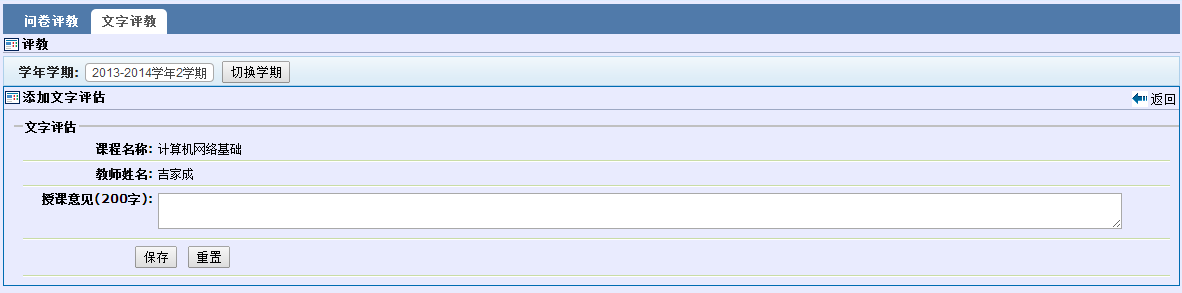 问卷评教 文字评教
评教
学年学期: 2013-2014学年2学期 切换学期
添加文字评估 返回
文字评估
课程名称: 计算机网络基础
教师姓名: 吉家成
授课意见(200字):
保存 重置